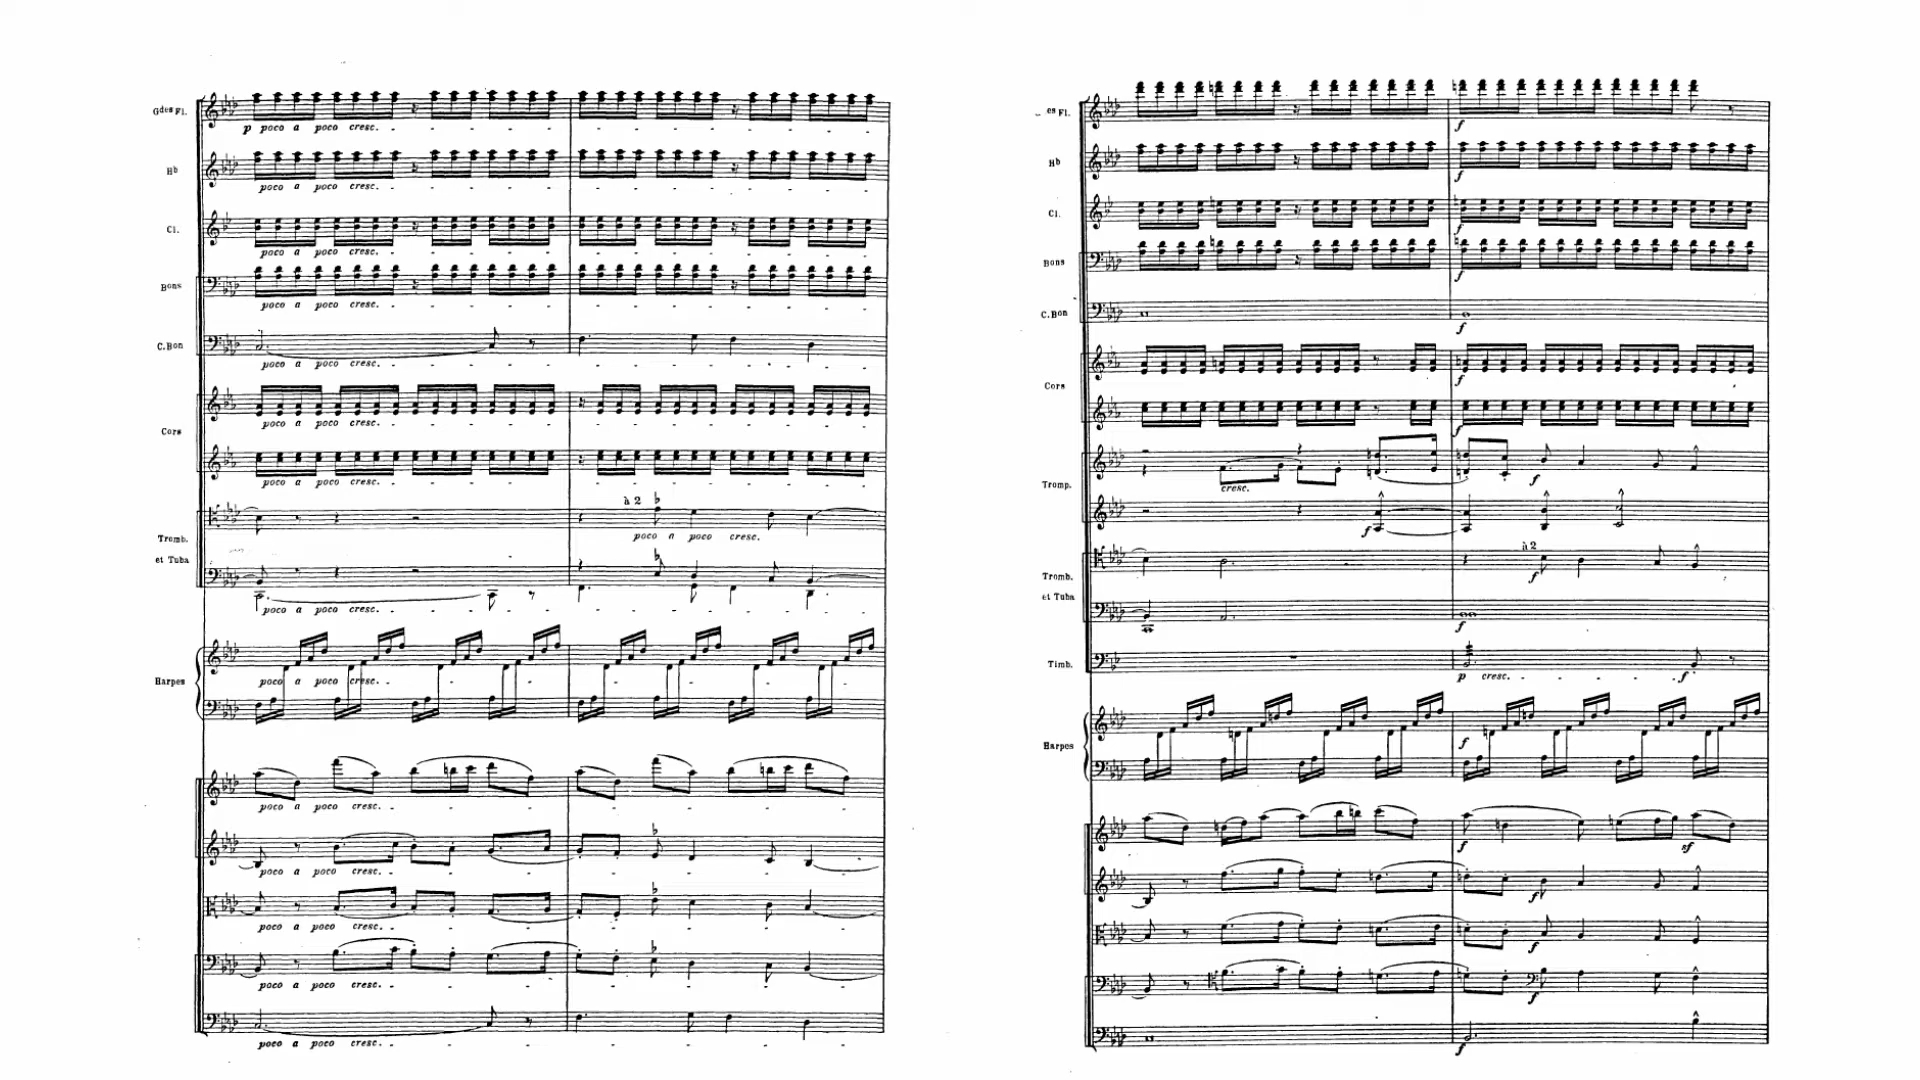 Gdes Fl.
p poco a poco cresc.
Hb
poco a poco cresc.
Cl.
poco a poco cresc.
Bons
poco a poco cresc.
C.Bon
poco a poco cresc.
poco a poco cresc.
Cors
poco a poco cresc.
à 2
Tromb.
poco a poco cresc.
et Tuba
poco a poco cresc.
Harpes
poco a poco cresc.
poco a poco cresc.
poco a poco cresc.
poco a poco cresc.
poco a poco cresc.
poco a poco cresc.
es Fl.
f
Hb
f
Cl.
f
Bons
f
C.Bon
f
Cors
f
f
Tromp.
cresc.
f
f
à 2
Tromb.
f
et Tuba
f
Timb.
p cresc.
f
Harpes
f
f
sf
f
f
f
f